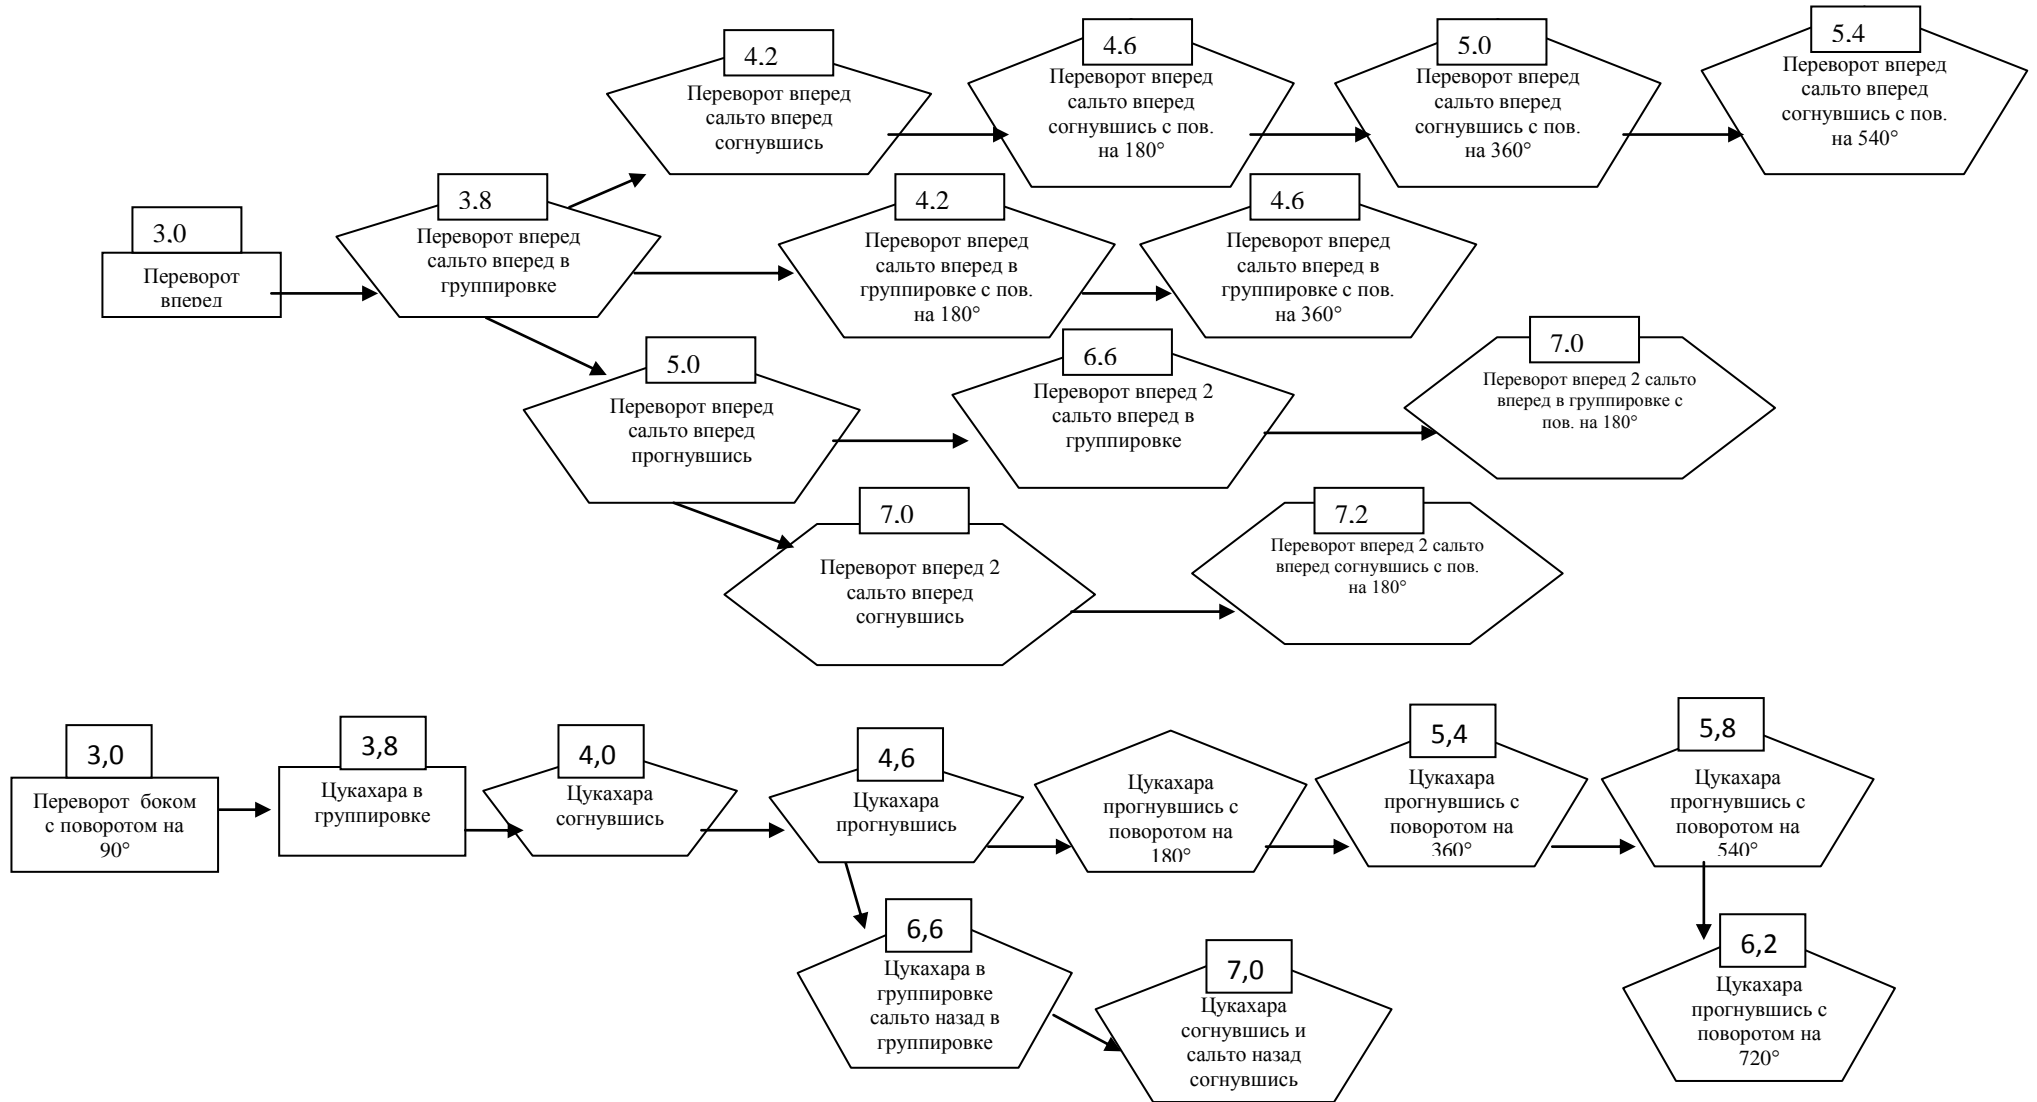 4.2
Переворот вперед
сальто вперед
согнувшись
4.6
Переворот вперед
сальто вперед
согнувшись с пов.
на 180°
5.0
Переворот вперед
сальто вперед
согнувшись с пов.
на 360°
5.4
Переворот вперед
сальто вперед
согнувшись с пов.
на 540°
3,0
Переворот
вперед
3.8
Переворот вперед
сальто вперед в
группировке
4.2
Переворот вперед
сальто вперед в
группировке с пов.
на 180°
4.6
Переворот вперед
сальто вперед в
группировке с пов.
на 360°
5.0
Переворот вперед
сальто вперед
прогнувшись
6.6
Переворот вперед 2
сальто вперед в
группировке
7.0
Переворот вперед 2 сальто
вперед в группировке с
пов. на 180°
7.0
Переворот вперед 2
сальто вперед
согнувшись
7.2
Переворот вперед 2 сальто
вперед согнувшись с пов.
на 180°
3,0
Переворот боком
с поворотом на
90°
3,8
Цукахара в
группировке
4,0
Цукахара
согнувшись
4,6
Цукахара
прогнувшись
Цукахара
прогнувшись с
поворотом на
180°
5,4
Цукахара
прогнувшись с
поворотом на
360°
5,8
Цукахара
прогнувшись с
поворотом на
540°
6,6
Цукахара в
группировке
сальто назад в
группировке
7,0
Цукахара
согнувшись и
сальто назад
согнувшись
6,2
Цукахара
прогнувшись с
поворотом на
720°